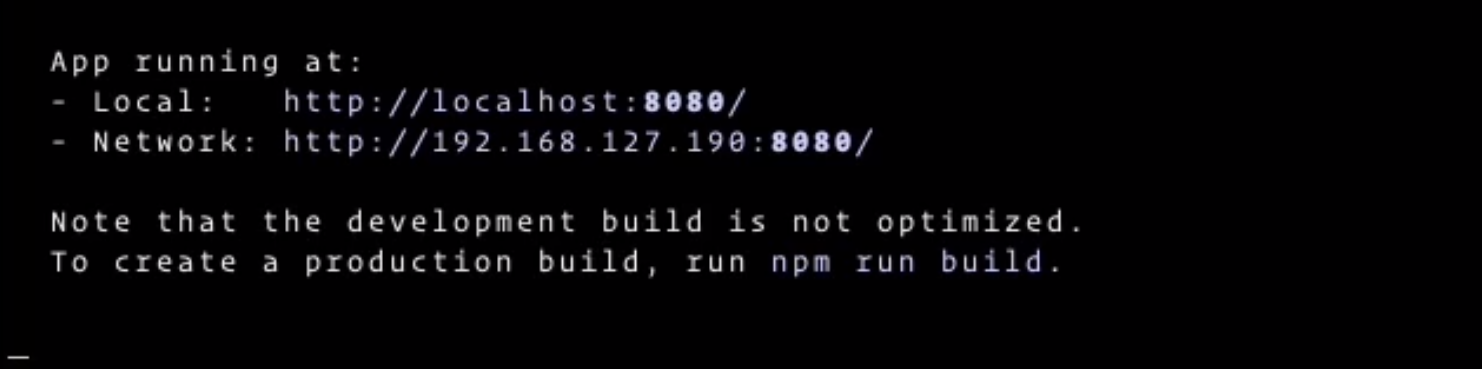 App running at:
- Local:   http://localhost:8080/
- Network: http://192.168.127.190:8080/
Note that the development build is not optimized.
To create a production build, run npm run build.